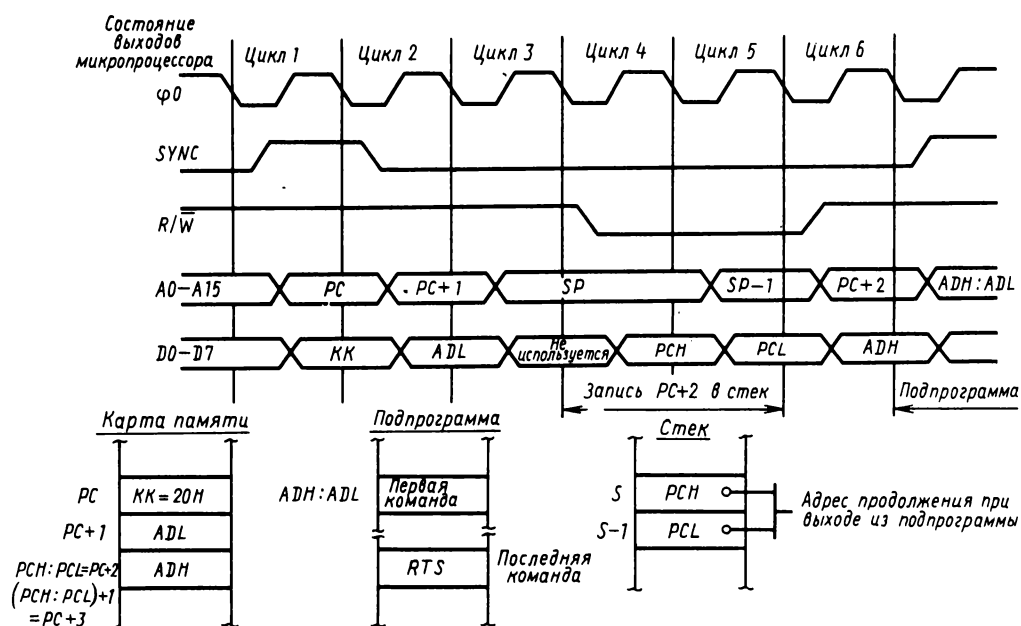 Состояние
выходов
микропроцессора
Цикл 1 Цикл 2 Цикл 3 Цикл 4 Цикл 5 Цикл 6
φ0
SYNC
R/W̅
A0–A15 PC PC+1 SP SP–1 PC+2 ADH:ADL
D0–D7 КК ADL Не используется PCH PCL ADH
Запись PC+2 в стек Подпрограмма
Карта памяти Подпрограмма Стек
PC КК=20H ADH:ADL Первая команда S PCH
PC+1 ADL S–1 PCL
Адрес продолжения при
выходе из подпрограммы
PCH:PCL=PC+2 ADH RTS Последняя команда
(PCH:PCL)+1
=PC+3